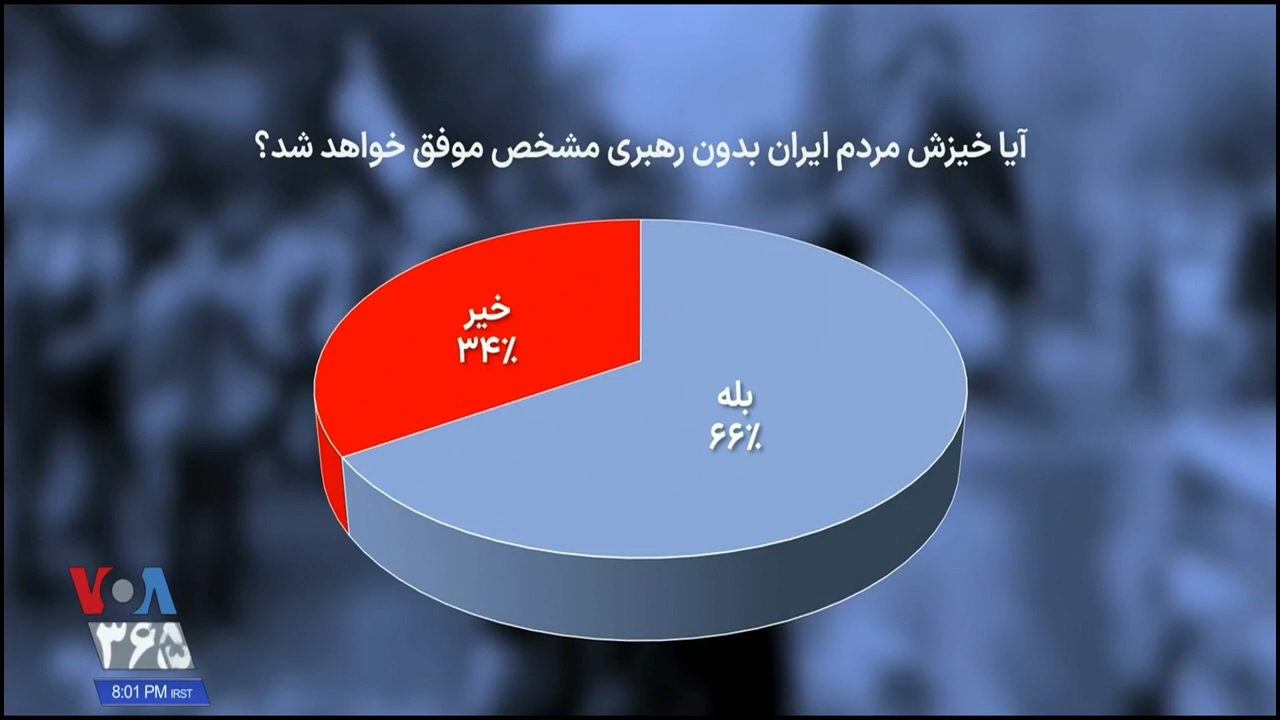 آیا خیزش مردم ایران بدون رهبری مشخص موفق خواهد شد؟
خیر
۳۴٪
بله
۶۶٪
VOA
۳۶۵
8:01 PM IRST